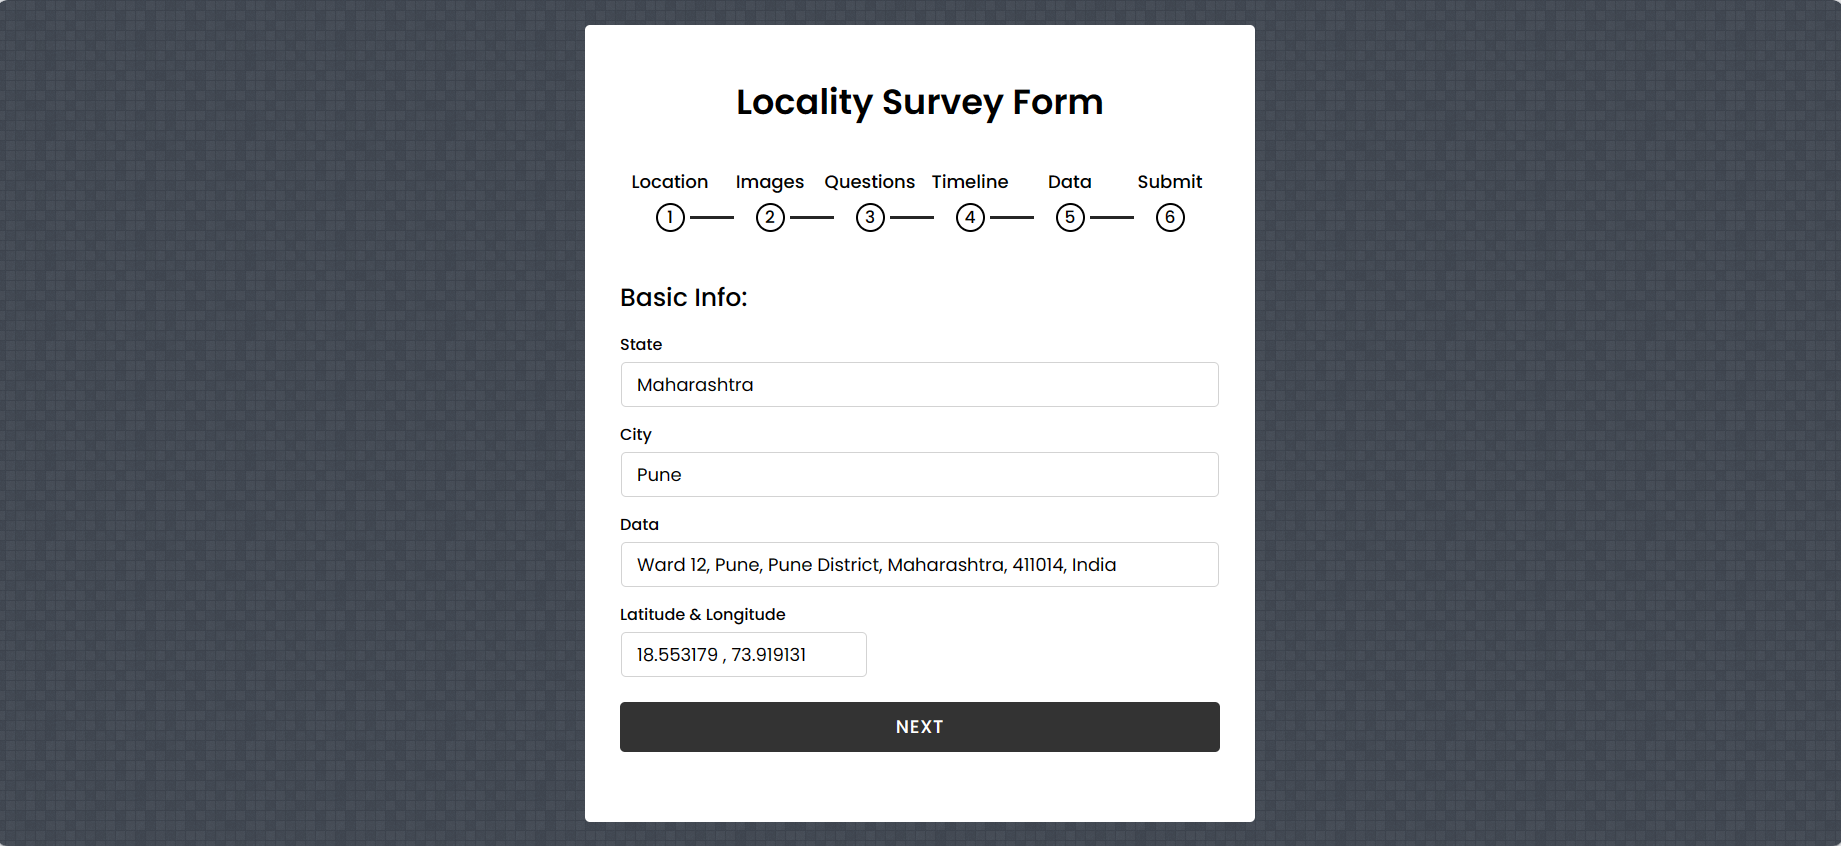 Locality Survey Form
Location Images Questions Timeline Data Submit
1 2 3 4 5 6
Basic Info:
State
Maharashtra
City
Pune
Data
Ward 12, Pune, Pune District, Maharashtra, 411014, India
Latitude & Longitude
18.553179 , 73.919131
NEXT